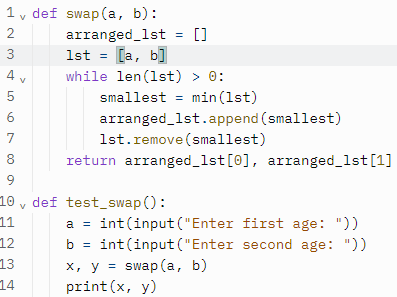 1 def swap(a, b):
2     arranged_lst = []
3     lst = [a, b]
4     while len(lst) > 0:
5         smallest = min(lst)
6         arranged_lst.append(smallest)
7         lst.remove(smallest)
8     return arranged_lst[0], arranged_lst[1]
9
10 def test_swap():
11     a = int(input("Enter first age: "))
12     b = int(input("Enter second age: "))
13     x, y = swap(a, b)
14     print(x, y)